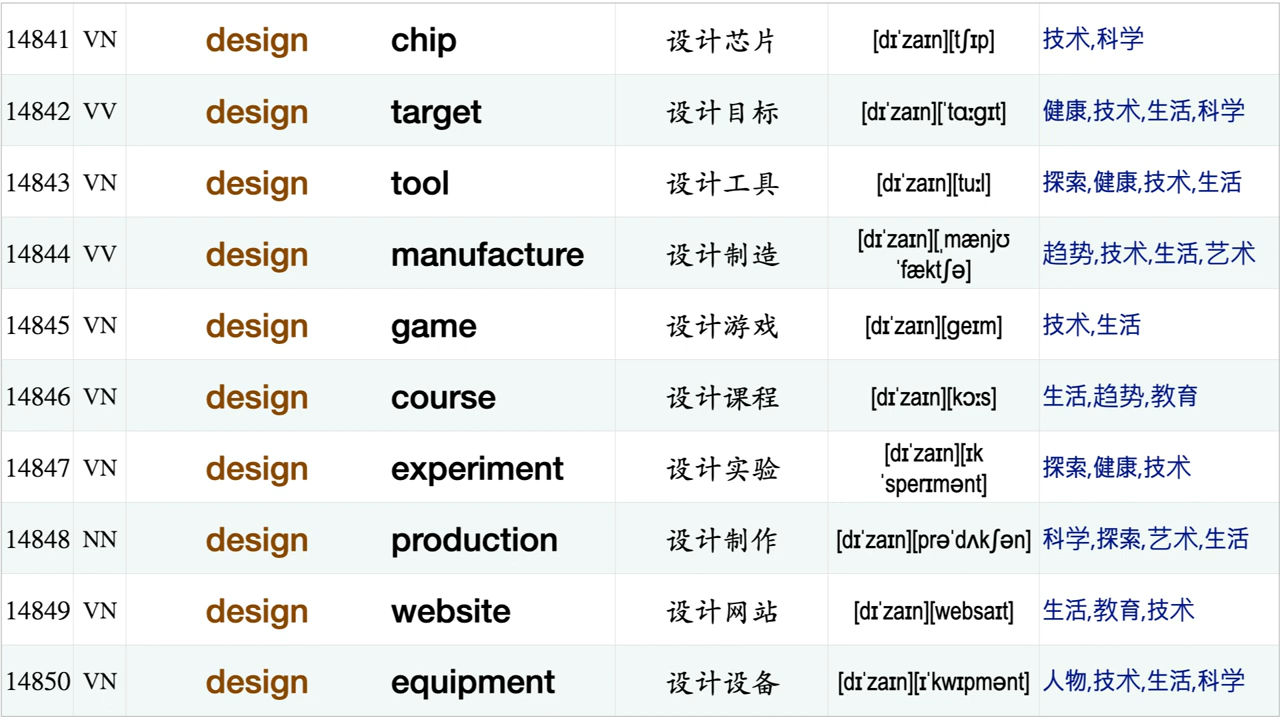 14841 VN design chip 设计芯片 [dɪˈzaɪn][tʃɪp] 技术,科学
14842 VV design target 设计目标 [dɪˈzaɪn][ˈtɑːɡɪt] 健康,技术,生活,科学
14843 VN design tool 设计工具 [dɪˈzaɪn][tuːl] 探索,健康,技术,生活
14844 VV design manufacture 设计制造 [dɪˈzaɪn][ˌmænjʊ
ˈfæktʃə] 趋势,技术,生活,艺术
14845 VN design game 设计游戏 [dɪˈzaɪn][ɡeɪm] 技术,生活
14846 VN design course 设计课程 [dɪˈzaɪn][kɔːs] 生活,趋势,教育
14847 VN design experiment 设计实验 [dɪˈzaɪn][ɪk
ˈsperɪmənt] 探索,健康,技术
14848 NN design production 设计制作 [dɪˈzaɪn][prəˈdʌkʃən] 科学,探索,艺术,生活
14849 VN design website 设计网站 [dɪˈzaɪn][websaɪt] 生活,教育,技术
14850 VN design equipment 设计设备 [dɪˈzaɪn][ɪˈkwɪpmənt] 人物,技术,生活,科学